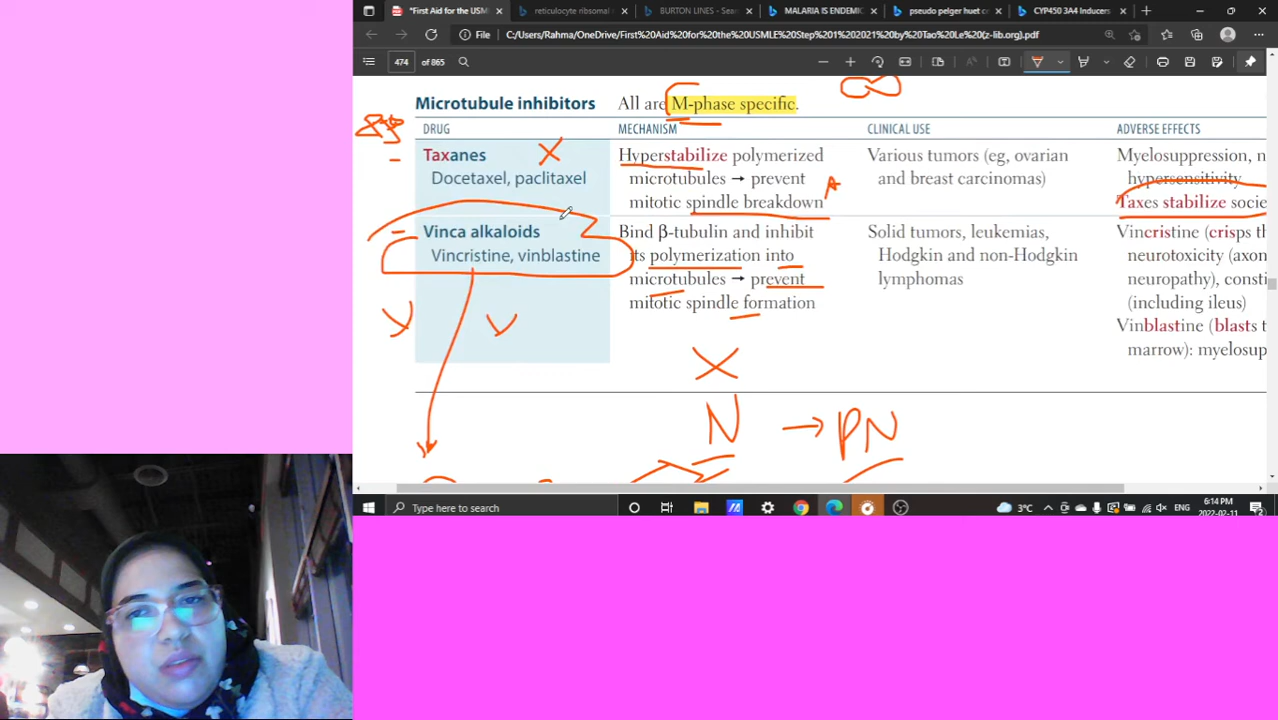 "First Aid for the USM
reticulocyte ribsomal
BURTON LINES - Sea
MALARIA IS ENDEMIC
pseudo pelger huet c
CYP450 3A4 Inducers
File
C:/Users/Rahma/OneDrive/First%20Aid%20for%20the%20USMLE%20Step%201%202021%20by%20Tao%20Le%20(z-lib.org).pdf
474 of 865
Microtubule inhibitors
All are M-phase specific.
DRUG MECHANISM CLINICAL USE ADVERSE EFFECTS
Taxanes
Docetaxel, paclitaxel
Hyperstabilize polymerized
microtubules → prevent
mitotic spindle breakdown
Various tumors (eg, ovarian
and breast carcinomas)
Myelosuppression, n
hypersensitivity
Taxes stabilize socie
Vinca alkaloids
Vincristine, vinblastine
Bind β-tubulin and inhibit
its polymerization into
microtubules → prevent
mitotic spindle formation
Solid tumors, leukemias,
Hodgkin and non-Hodgkin
lymphomas
Vincristine (crisps th
neurotoxicity (axon
neuropathy), consti
(including ileus)
Vinblastine (blasts t
marrow): myelosup
N → PN
Type here to search
3°C
ENG
6:14 PM
2022-02-11